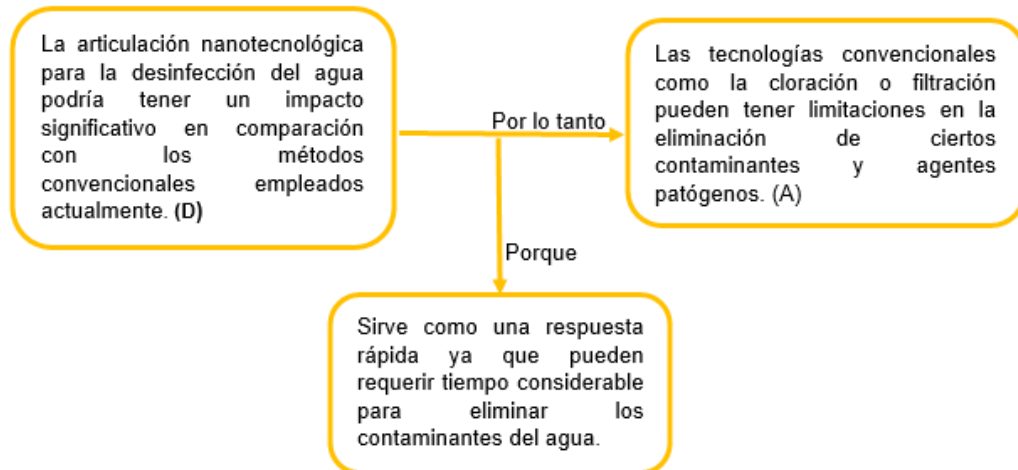 La articulación nanotecnológica
para la desinfección del agua
podría tener un impacto
significativo en comparación
con los métodos
convencionales empleados
actualmente. (D)
Por lo tanto
Las tecnologías convencionales
como la cloración o filtración
pueden tener limitaciones en la
eliminación de ciertos
contaminantes y agentes
patógenos. (A)
Porque
Sirve como una respuesta
rápida ya que pueden
requerir tiempo considerable
para eliminar los
contaminantes del agua.